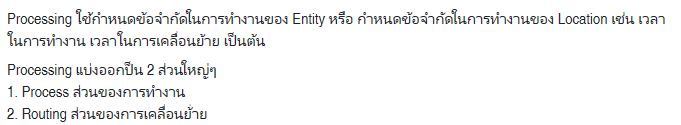 Processing ใช้กำหนดข้อจำกัดในการทำงานของ Entity หรือ กำหนดข้อจำกัดในการทำงานของ Location เช่น เวลา
ในการทำงาน เวลาในการเคลื่อนย้าย เป็นต้น
Processing แบ่งออกป็น 2 ส่วนใหญ่ๆ
1. Process ส่วนของการทำงาน
2. Routing ส่วนของการเคลื่อนย้าย